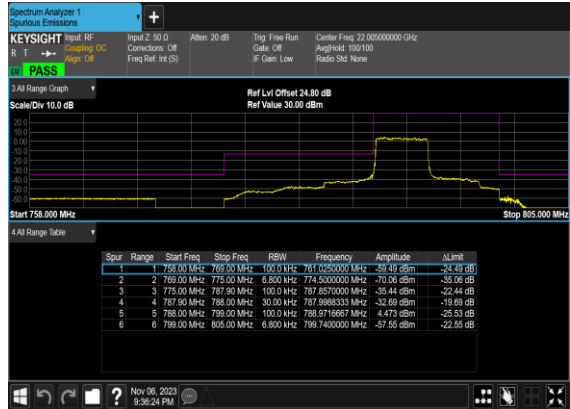 Spectrum Analyzer 1
Spurious Emissions
KEYSIGHT Input: RF Input Z: 50 Ω Atten: 20 dB Trig: Free Run Center Freq: 22.005000000 GHz
R T Coupling: DC Corrections: Off Gate: Off Avg|Hold: 100/100
Align: Off Freq Ref: Int (S) IF Gain: Low Radio Std: None
PASS
3 All Range Graph
Ref Lvl Offset 24.80 dB
Scale/Div 10.0 dB Ref Value 30.00 dBm
20.0
10.0
0.00
-10.0
-20.0
-30.0
-40.0
-50.0
-60.0
Start 758.000 MHz Stop 805.000 MHz
4 All Range Table
Spur Range Start Freq Stop Freq RBW Frequency Amplitude ΔLimit
1 1 758.00 MHz 769.00 MHz 100.0 kHz 761.0250000 MHz -59.49 dBm -24.49 dB
2 2 769.00 MHz 775.00 MHz 6.800 kHz 774.5000000 MHz -70.06 dBm -35.06 dB
3 3 775.00 MHz 787.90 MHz 100.0 kHz 787.8570000 MHz -35.44 dBm -22.44 dB
4 4 787.90 MHz 788.00 MHz 30.00 kHz 787.9988333 MHz -32.69 dBm -19.69 dB
5 5 788.00 MHz 799.00 MHz 100.0 kHz 788.9716667 MHz 4.473 dBm -25.53 dB
6 6 799.00 MHz 805.00 MHz 6.800 kHz 799.7400000 MHz -57.55 dBm -22.55 dB
Nov 06, 2023
9:36:24 PM